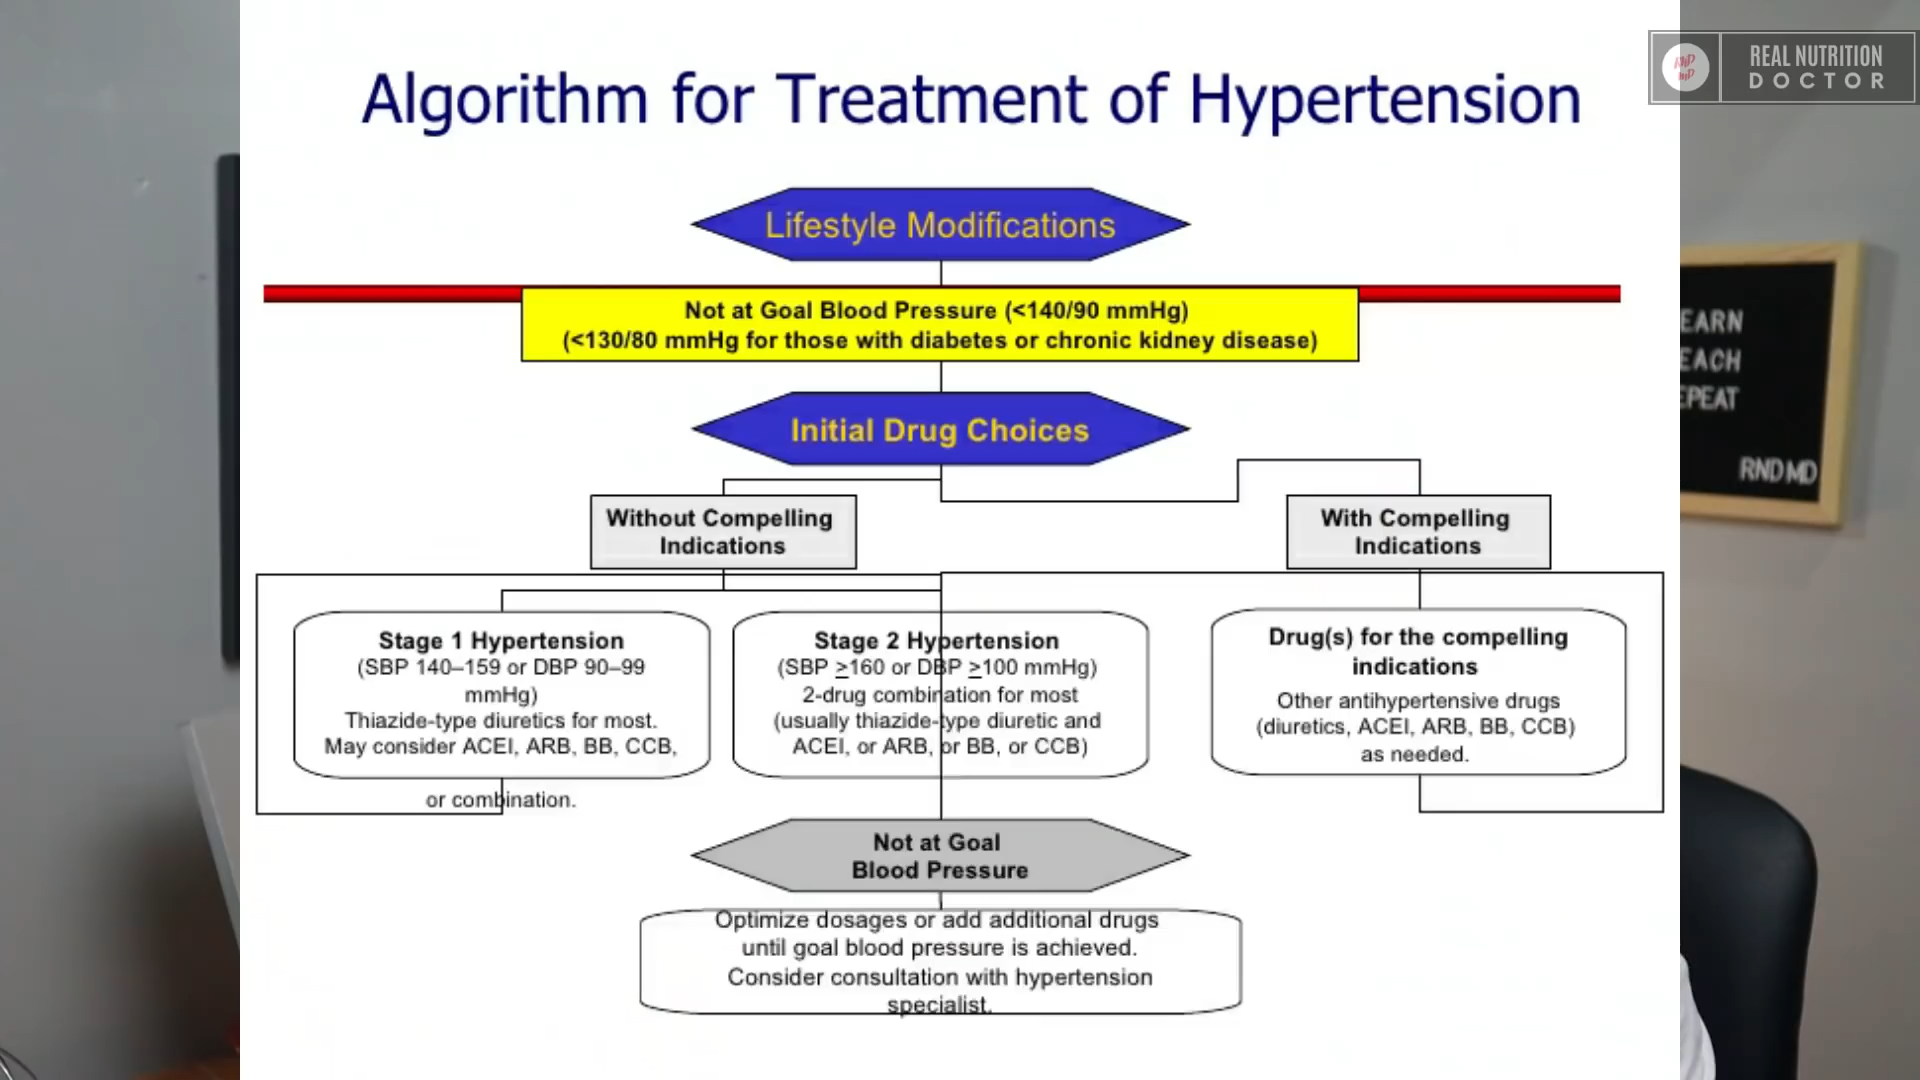 Algorithm for Treatment of Hypertension
REAL NUTRITION
DOCTOR
Lifestyle Modifications
Not at Goal Blood Pressure (<140/90 mmHg)
(<130/80 mmHg for those with diabetes or chronic kidney disease)
EARN
EACH
EPEAT
RNDMD
Initial Drug Choices
Without Compelling
Indications
With Compelling
Indications
Stage 1 Hypertension
(SBP 140–159 or DBP 90–99
mmHg)
Thiazide-type diuretics for most.
May consider ACEI, ARB, BB, CCB,
or combination.
Stage 2 Hypertension
(SBP ≥160 or DBP ≥100 mmHg)
2-drug combination for most
(usually thiazide-type diuretic and
ACEI, or ARB, or BB, or CCB)
Drug(s) for the compelling
indications
Other antihypertensive drugs
(diuretics, ACEI, ARB, BB, CCB)
as needed.
Not at Goal
Blood Pressure
Optimize dosages or add additional drugs
until goal blood pressure is achieved.
Consider consultation with hypertension
specialist.